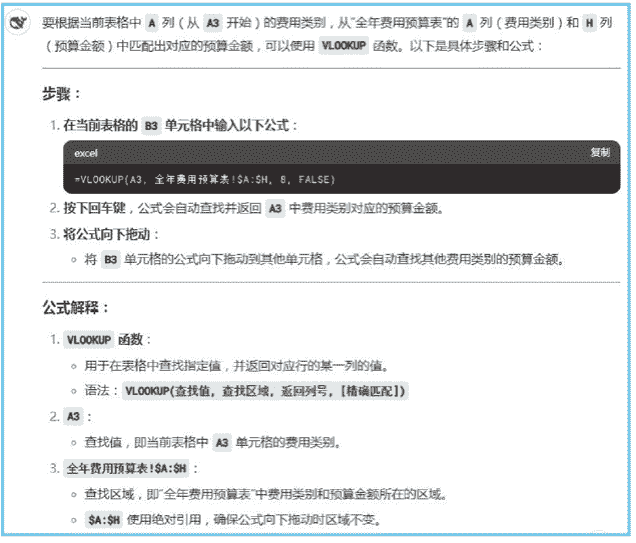 要根据当前表格中 A 列（从 A3 开始）的费用类别，从“全年费用预算表”的 A 列（费用类别）和 H 列
（预算金额）中匹配出对应的预算金额，可以使用 VLOOKUP 函数。以下是具体步骤和公式：
步骤：
1. 在当前表格的 B3 单元格中输入以下公式：
excel 复制
=VLOOKUP(A3, 全年费用预算表!$A:$H, 8, FALSE)
2. 按下回车键，公式会自动查找并返回 A3 中费用类别对应的预算金额。
3. 将公式向下拖动：
○ 将 B3 单元格的公式向下拖动到其他单元格，公式会自动查找其他费用类别的预算金额。
公式解释：
1. VLOOKUP 函数：
○ 用于在表格中查找指定值，并返回对应行的某一列的值。
○ 语法：VLOOKUP(查找值, 查找区域, 返回列号, [精确匹配])
2. A3：
○ 查找值，即当前表格中 A3 单元格的费用类别。
3. 全年费用预算表!$A:$H：
○ 查找区域，即“全年费用预算表”中费用类别和预算金额所在的区域。
○ $A:$H 使用绝对引用，确保公式向下拖动时区域不变。